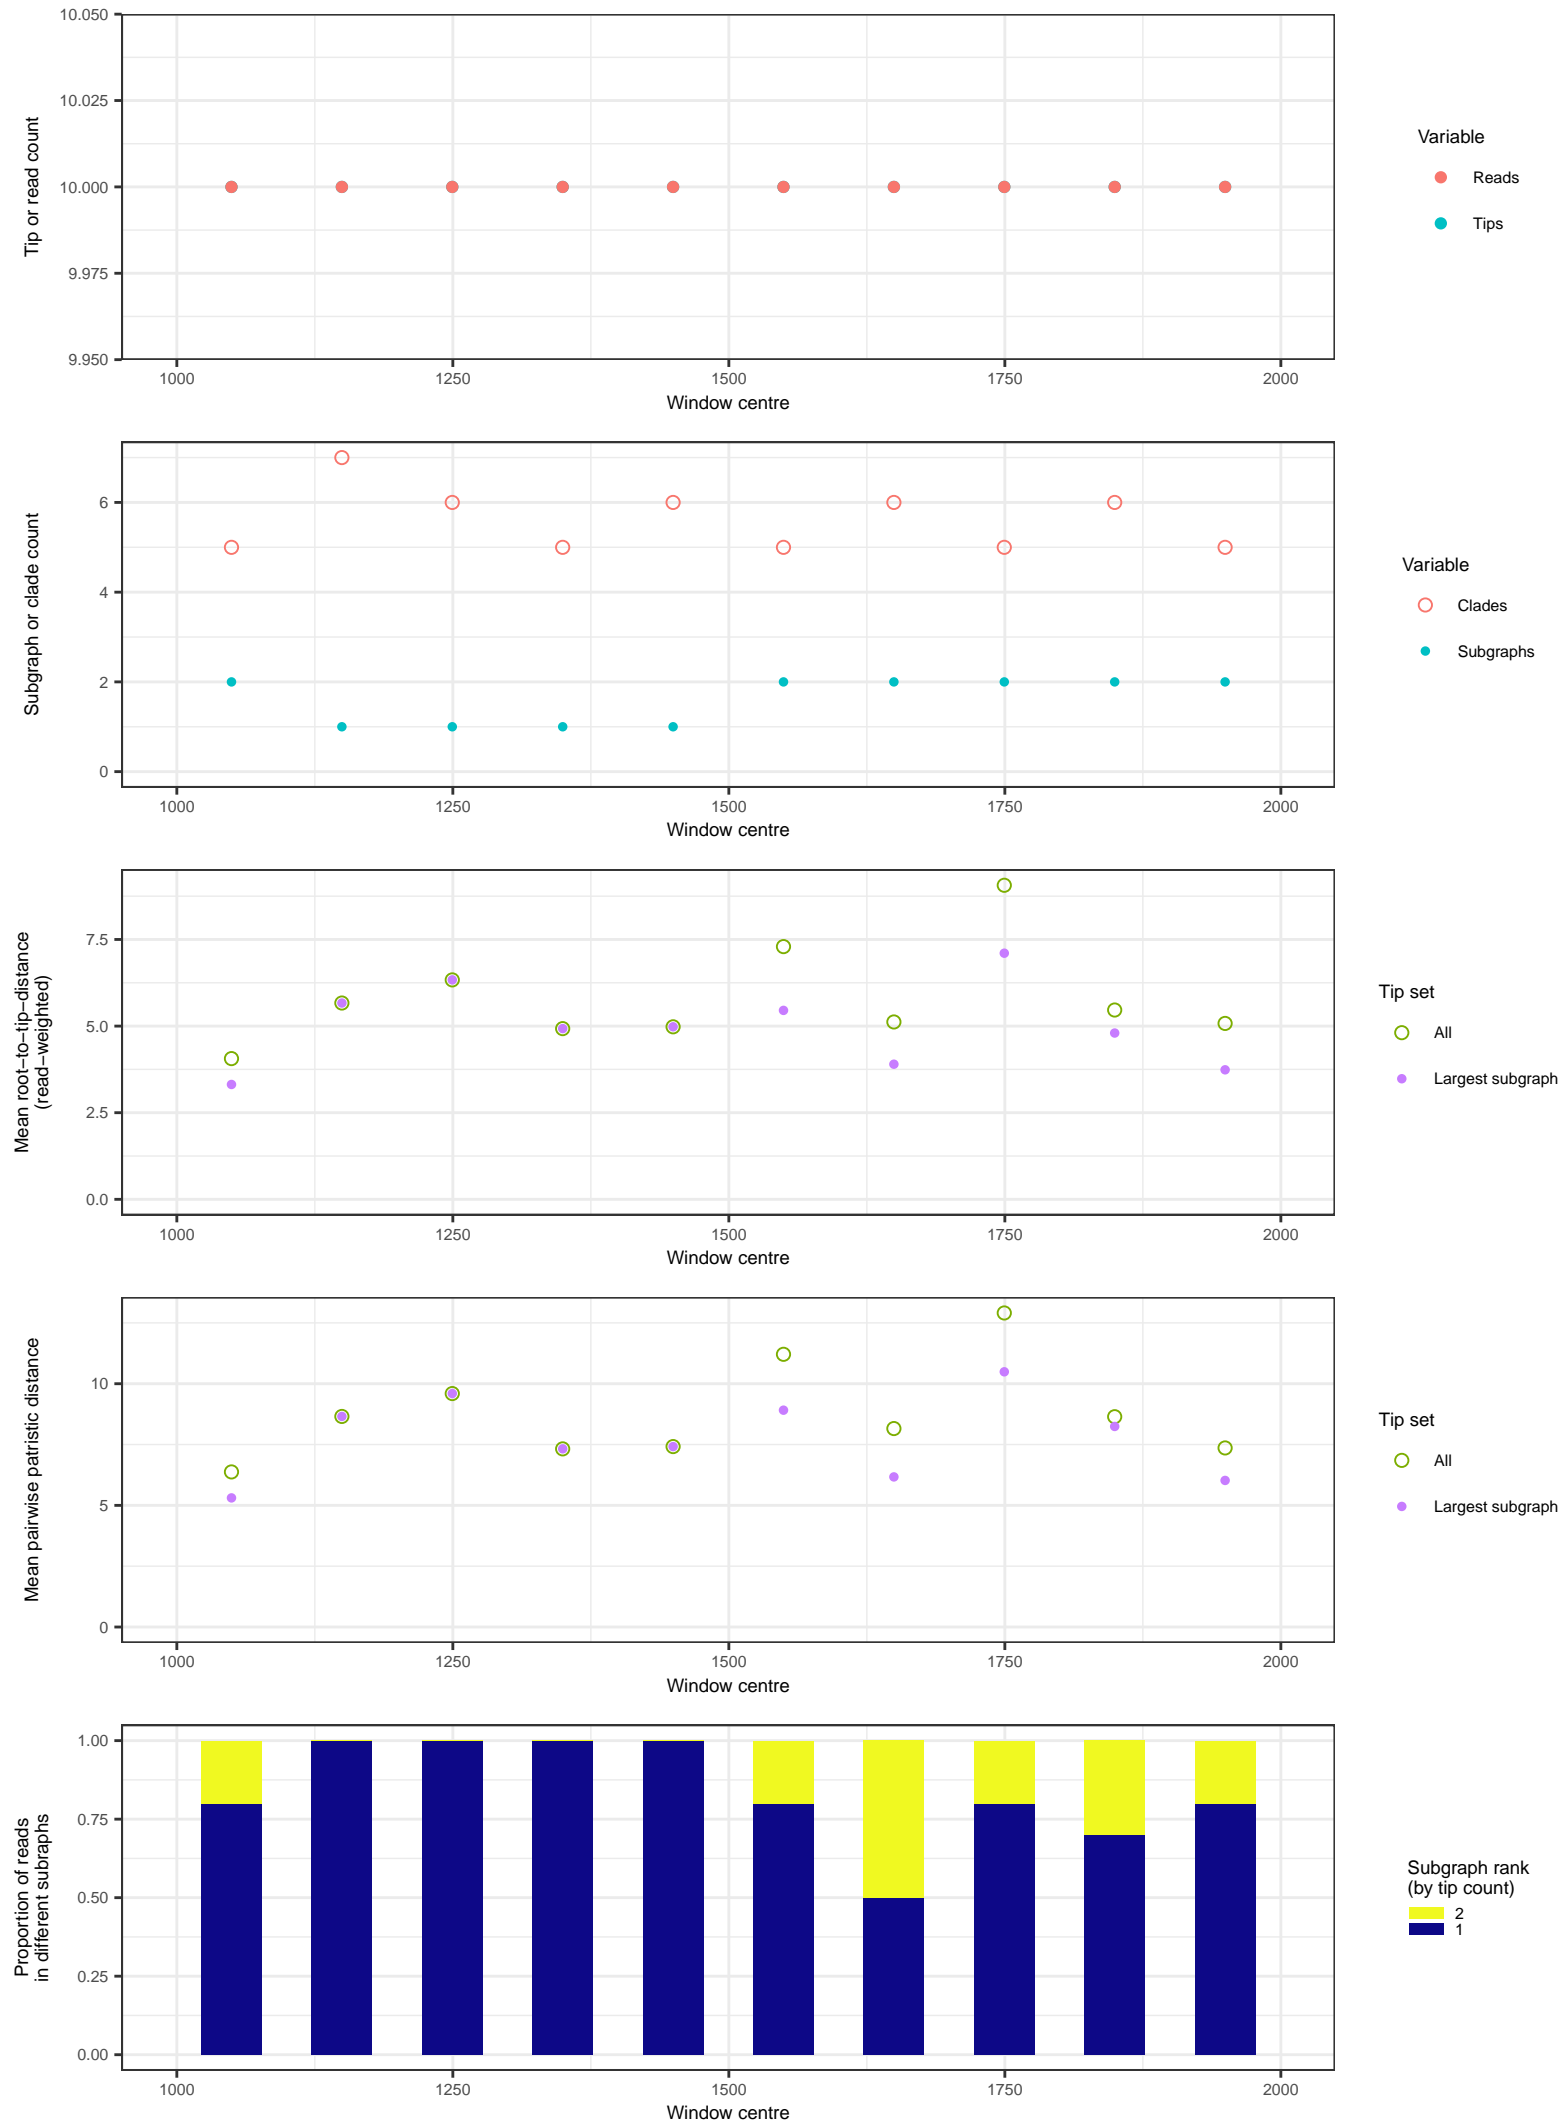 10.050
10.025
10.000
9.975
9.950
Tip or read count
1000 1250 1500 1750 2000
Window centre
Variable
Reads
Tips
6
4
2
0
Subgraph or clade count
1000 1250 1500 1750 2000
Window centre
Variable
Clades
Subgraphs
7.5
5.0
2.5
0.0
Mean root−to−tip−distance
(read−weighted)
1000 1250 1500 1750 2000
Window centre
Tip set
All
Largest subgraph
10
5
0
Mean pairwise patristic distance
1000 1250 1500 1750 2000
Window centre
Tip set
All
Largest subgraph
1.00
0.75
0.50
0.25
0.00
Proportion of reads
in different subraphs
1000 1250 1500 1750 2000
Window centre
Subgraph rank
(by tip count)
2
1